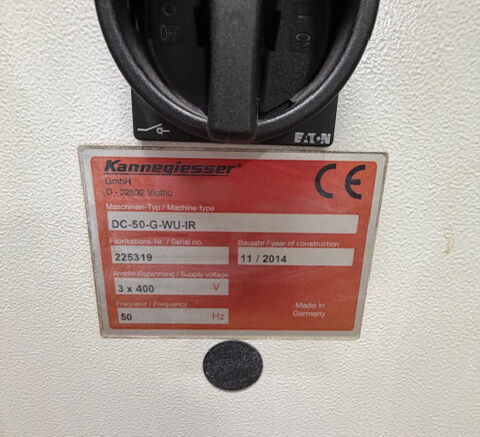 OFF
I ON
EATON
Kannegiesser
GmbH
D - 32602 Vlotho
Maschinen-Typ / Machine type
DC-50-G-WU-IR
Fabrikations-Nr. / Serial no.
Baujahr / year of construction
225319
11 / 2014
Anschlußspannung / Supply voltage
3 x 400 V
Frequenz / Frequency
50 Hz
Made in
Germany
CE